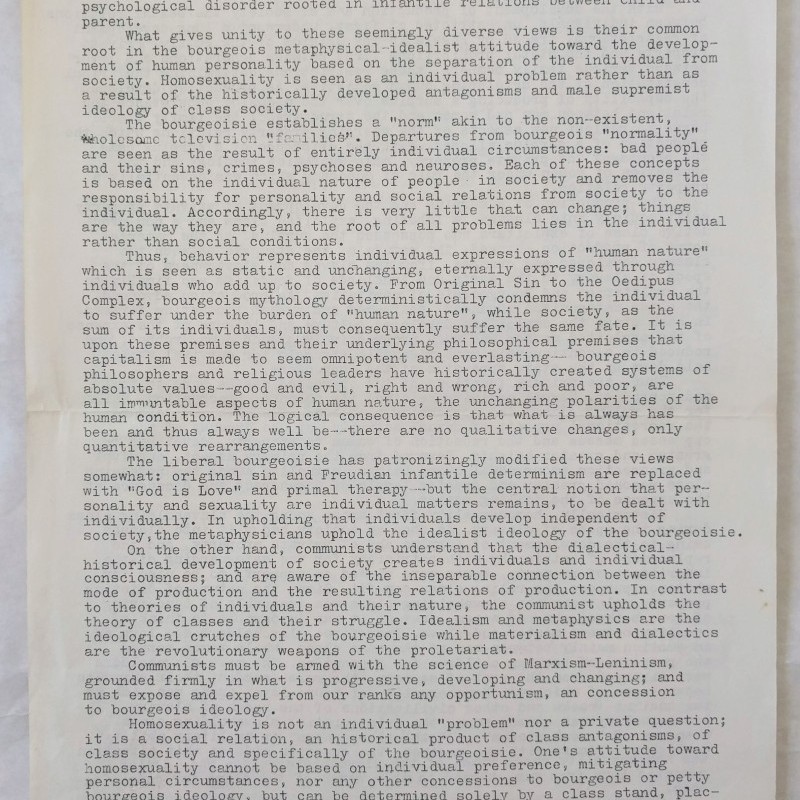 psychological disorder rooted in infantile relations between child and
parent.
What gives unity to these seemingly diverse views is their common
root in the bourgeois metaphysical-idealist attitude toward the develop-
ment of human personality based on the separation of the individual from
society. Homosexuality is seen as an individual problem rather than as
a result of the historically developed antagonisms and male supremist
ideology of class society.
The bourgeoisie establishes a "norm" akin to the non-existent,
wholesome television "families". Departures from bourgeois "normality"
are seen as the result of entirely individual circumstances: bad people
and their sins, crimes, psychoses and neuroses. Each of these concepts
is based on the individual nature of people in society and removes the
responsibility for personality and social relations from society to the
individual. Accordingly, there is very little that can change; things
are the way they are, and the root of all problems lies in the individual
rather than social conditions.
Thus, behavior represents individual expressions of "human nature"
which is seen as static and unchanging, eternally expressed through
individuals who add up to society. From Original Sin to the Oedipus
Complex, bourgeois mythology deterministically condemns the individual
to suffer under the burden of "human nature", while society, as the
sum of its individuals, must consequently suffer the same fate. It is
upon these premises and their underlying philosophical premises that
capitalism is made to seem omnipotent and everlasting-- bourgeois
philosophers and religious leaders have historically created systems of
absolute values--good and evil, right and wrong, rich and poor, are
all immuntable aspects of human nature, the unchanging polarities of the
human condition. The logical consequence is that what is always has
been and thus always well be--there are no qualitative changes, only
quantitative rearrangements.
The liberal bourgeoisie has patronizingly modified these views
somewhat: original sin and Freudian infantile determinism are replaced
with "God is Love" and primal therapy--but the central notion that per-
sonality and sexuality are individual matters remains, to be dealt with
individually. In upholding that individuals develop independent of
society,the metaphysicians uphold the idealist ideology of the bourgeoisie.
On the other hand, communists understand that the dialectical-
historical development of society creates individuals and individual
consciousness; and are aware of the inseparable connection between the
mode of production and the resulting relations of production. In contrast
to theories of individuals and their nature, the communist upholds the
theory of classes and their struggle. Idealism and metaphysics are the
ideological crutches of the bourgeoisie while materialism and dialectics
are the revolutionary weapons of the proletariat.
Communists must be armed with the science of Marxism-Leninism,
grounded firmly in what is progressive, developing and changing; and
must expose and expel from our ranks any opportunism, an concession
to bourgeois ideology.
Homosexuality is not an individual "problem" nor a private question;
it is a social relation, an historical product of class antagonisms, of
class society and specifically of the bourgeoisie. One's attitude toward
homosexuality cannot be based on individual preference, mitigating
personal circumstances, nor any other concessions to bourgeois or petty
bourgeois ideology, but can be determined solely by a class stand, plac-